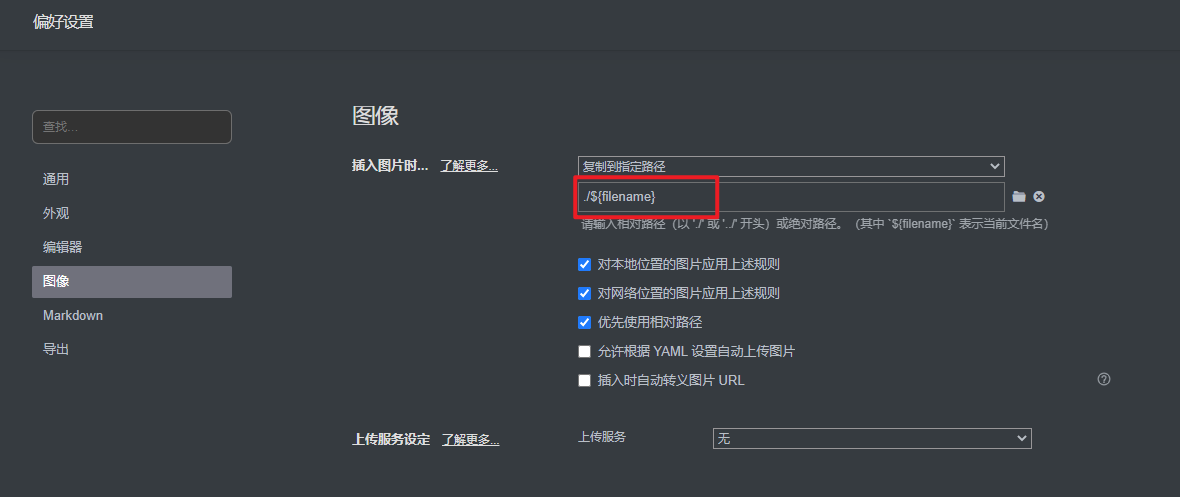 偏好设置
查找...
通用
外观
编辑器
图像
Markdown
导出
图像
插入图片时... 了解更多...
复制到指定路径
./${filename}
请输入相对路径（以 './' 或 '../' 开头）或绝对路径。（其中 `${filename}` 表示当前文件名）
对本地位置的图片应用上述规则
对网络位置的图片应用上述规则
优先使用相对路径
允许根据 YAML 设置自动上传图片
插入时自动转义图片 URL
上传服务设定 了解更多... 上传服务 无